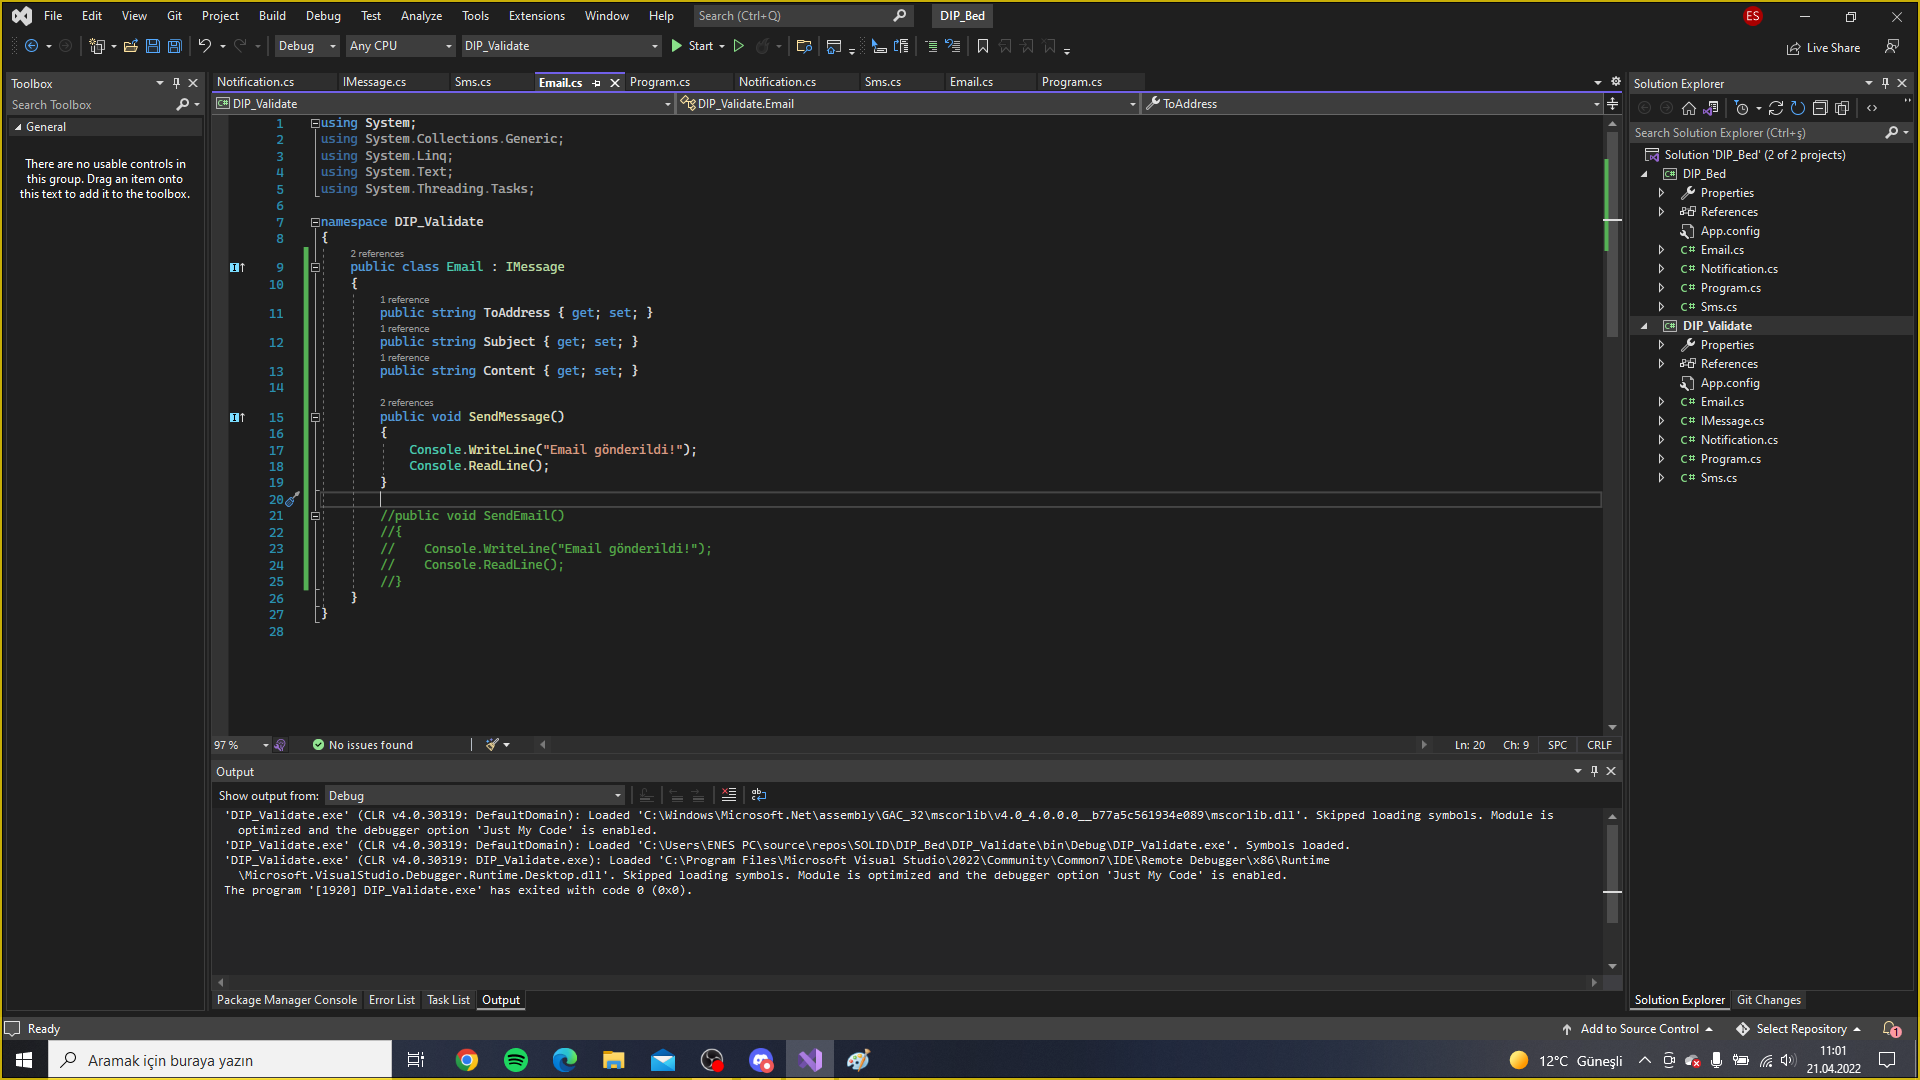 File Edit View Git Project Build Debug Test Analyze Tools Extensions Window Help Search (Ctrl+Q) DIP_Bed ES
Debug Any CPU DIP_Validate Start Live Share
Toolbox
Search Toolbox
General
There are no usable controls in
this group. Drag an item onto
this text to add it to the toolbox.
Notification.cs IMessage.cs Sms.cs Email.cs Program.cs Notification.cs Sms.cs Email.cs Program.cs
DIP_Validate DIP_Validate.Email ToAddress
1 using System;
2 using System.Collections.Generic;
3 using System.Linq;
4 using System.Text;
5 using System.Threading.Tasks;
6
7 namespace DIP_Validate
8 {
2 references
9 public class Email : IMessage
10 {
1 reference
11 public string ToAddress { get; set; }
1 reference
12 public string Subject { get; set; }
1 reference
13 public string Content { get; set; }
14
2 references
15 public void SendMessage()
16 {
17 Console.WriteLine("Email gönderildi!");
18 Console.ReadLine();
19 }
20
21 //public void SendEmail()
22 //{
23 // Console.WriteLine("Email gönderildi!");
24 // Console.ReadLine();
25 //}
26 }
27 }
28
97 % No issues found Ln: 20 Ch: 9 SPC CRLF
Output
Show output from: Debug
'DIP_Validate.exe' (CLR v4.0.30319: DefaultDomain): Loaded 'C:\Windows\Microsoft.Net\assembly\GAC_32\mscorlib\v4.0_4.0.0.0__b77a5c561934e089\mscorlib.dll'. Skipped loading symbols. Module is
optimized and the debugger option 'Just My Code' is enabled.
'DIP_Validate.exe' (CLR v4.0.30319: DefaultDomain): Loaded 'C:\Users\ENES PC\source\repos\SOLID\DIP_Bed\DIP_Validate\bin\Debug\DIP_Validate.exe'. Symbols loaded.
'DIP_Validate.exe' (CLR v4.0.30319: DIP_Validate.exe): Loaded 'C:\Program Files\Microsoft Visual Studio\2022\Community\Common7\IDE\Remote Debugger\x86\Runtime
\Microsoft.VisualStudio.Debugger.Runtime.Desktop.dll'. Skipped loading symbols. Module is optimized and the debugger option 'Just My Code' is enabled.
The program '[1920] DIP_Validate.exe' has exited with code 0 (0x0).
Package Manager Console Error List Task List Output
Solution Explorer
Search Solution Explorer (Ctrl+ş)
Solution 'DIP_Bed' (2 of 2 projects)
C# DIP_Bed
Properties
References
App.config
C# Email.cs
C# Notification.cs
C# Program.cs
C# Sms.cs
C# DIP_Validate
Properties
References
App.config
C# Email.cs
C# IMessage.cs
C# Notification.cs
C# Program.cs
C# Sms.cs
Solution Explorer Git Changes
Ready Add to Source Control Select Repository 1
Aramak için buraya yazın 12°C Güneşli 11:01
21.04.2022